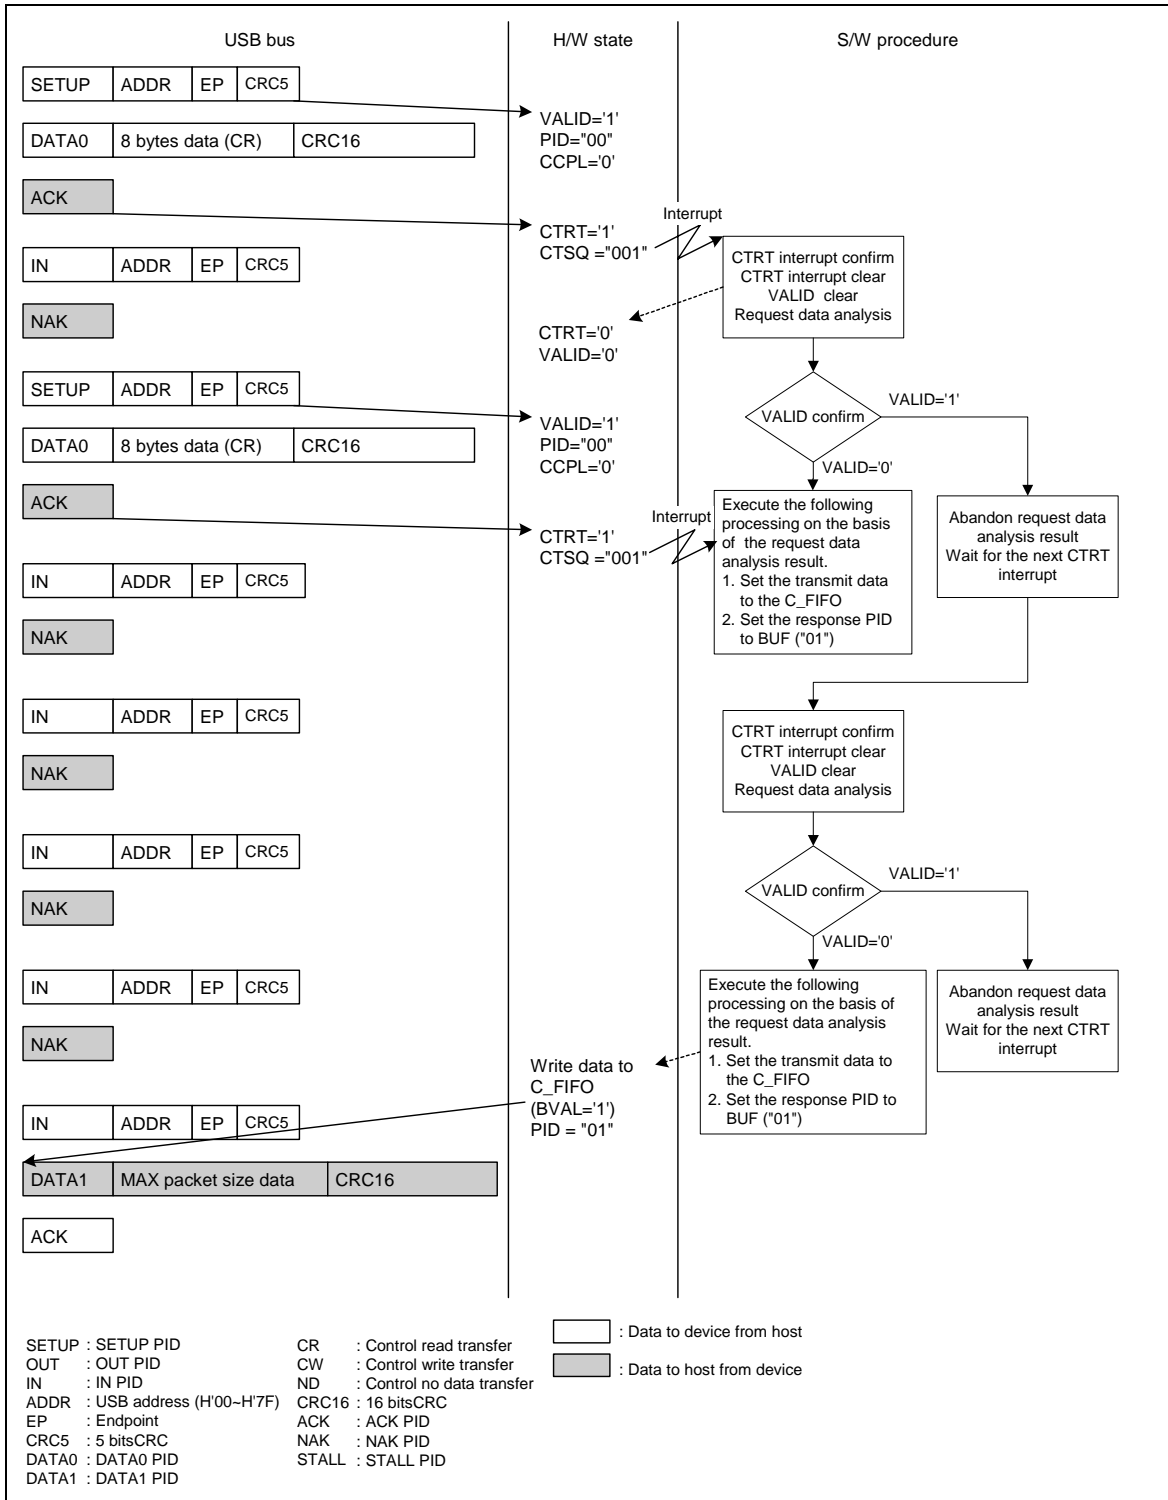 USB bus
H/W state
S/W procedure
SETUP ADDR EP CRC5
VALID='1'
PID="00"
CCPL='0'
DATA0 8 bytes data (CR) CRC16
ACK
Interrupt
CTRT='1'
CTSQ ="001"
CTRT interrupt confirm
CTRT interrupt clear
VALID clear
Request data analysis
IN ADDR EP CRC5
NAK
CTRT='0'
VALID='0'
SETUP ADDR EP CRC5
VALID='1'
PID="00"
CCPL='0'
VALID confirm
VALID='1'
VALID='0'
DATA0 8 bytes data (CR) CRC16
ACK
Interrupt
CTRT='1'
CTSQ ="001"
Execute the following
processing on the basis
of the request data
analysis result.
1. Set the transmit data
to the C_FIFO
2. Set the response PID
to BUF ("01")
Abandon request data
analysis result
Wait for the next CTRT
interrupt
IN ADDR EP CRC5
NAK
IN ADDR EP CRC5
NAK
CTRT interrupt confirm
CTRT interrupt clear
VALID clear
Request data analysis
IN ADDR EP CRC5
NAK
VALID confirm
VALID='1'
VALID='0'
IN ADDR EP CRC5
NAK
Execute the following
processing on the basis of
the request data analysis
result.
1. Set the transmit data to
the C_FIFO
2. Set the response PID to
BUF ("01")
Abandon request data
analysis result
Wait for the next CTRT
interrupt
Write data to
C_FIFO
(BVAL='1')
PID = "01"
IN ADDR EP CRC5
DATA1 MAX packet size data CRC16
ACK
SETUP : SETUP PID
OUT : OUT PID
IN : IN PID
ADDR : USB address (H'00~H'7F)
EP : Endpoint
CRC5 : 5 bitsCRC
DATA0 : DATA0 PID
DATA1 : DATA1 PID
CR : Control read transfer
CW : Control write transfer
ND : Control no data transfer
CRC16 : 16 bitsCRC
ACK : ACK PID
NAK : NAK PID
STALL : STALL PID
: Data to device from host
: Data to host from device